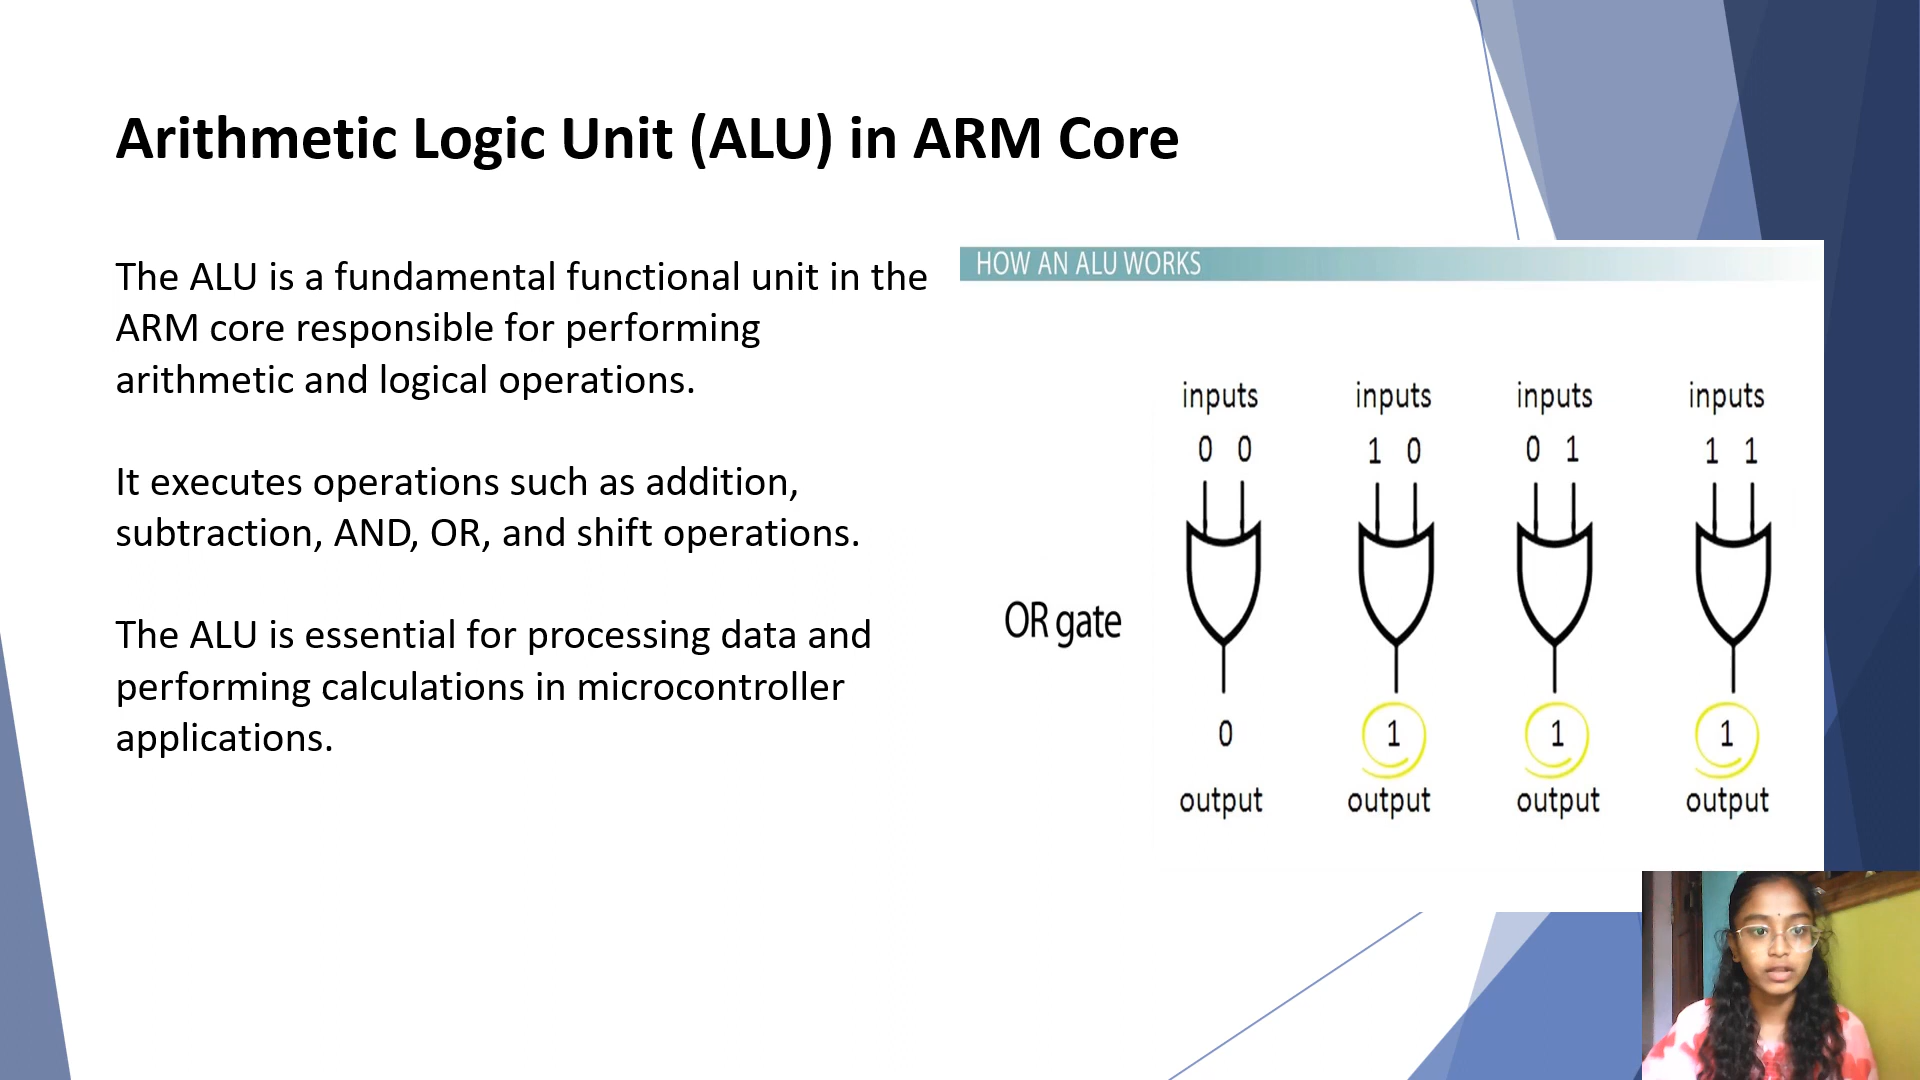 Arithmetic Logic Unit (ALU) in ARM Core
The ALU is a fundamental functional unit in the
ARM core responsible for performing
arithmetic and logical operations.
It executes operations such as addition,
subtraction, AND, OR, and shift operations.
The ALU is essential for processing data and
performing calculations in microcontroller
applications.
HOW AN ALU WORKS
inputs inputs inputs inputs
0 0 1 0 0 1 1 1
OR gate
0 1 1 1
output output output output